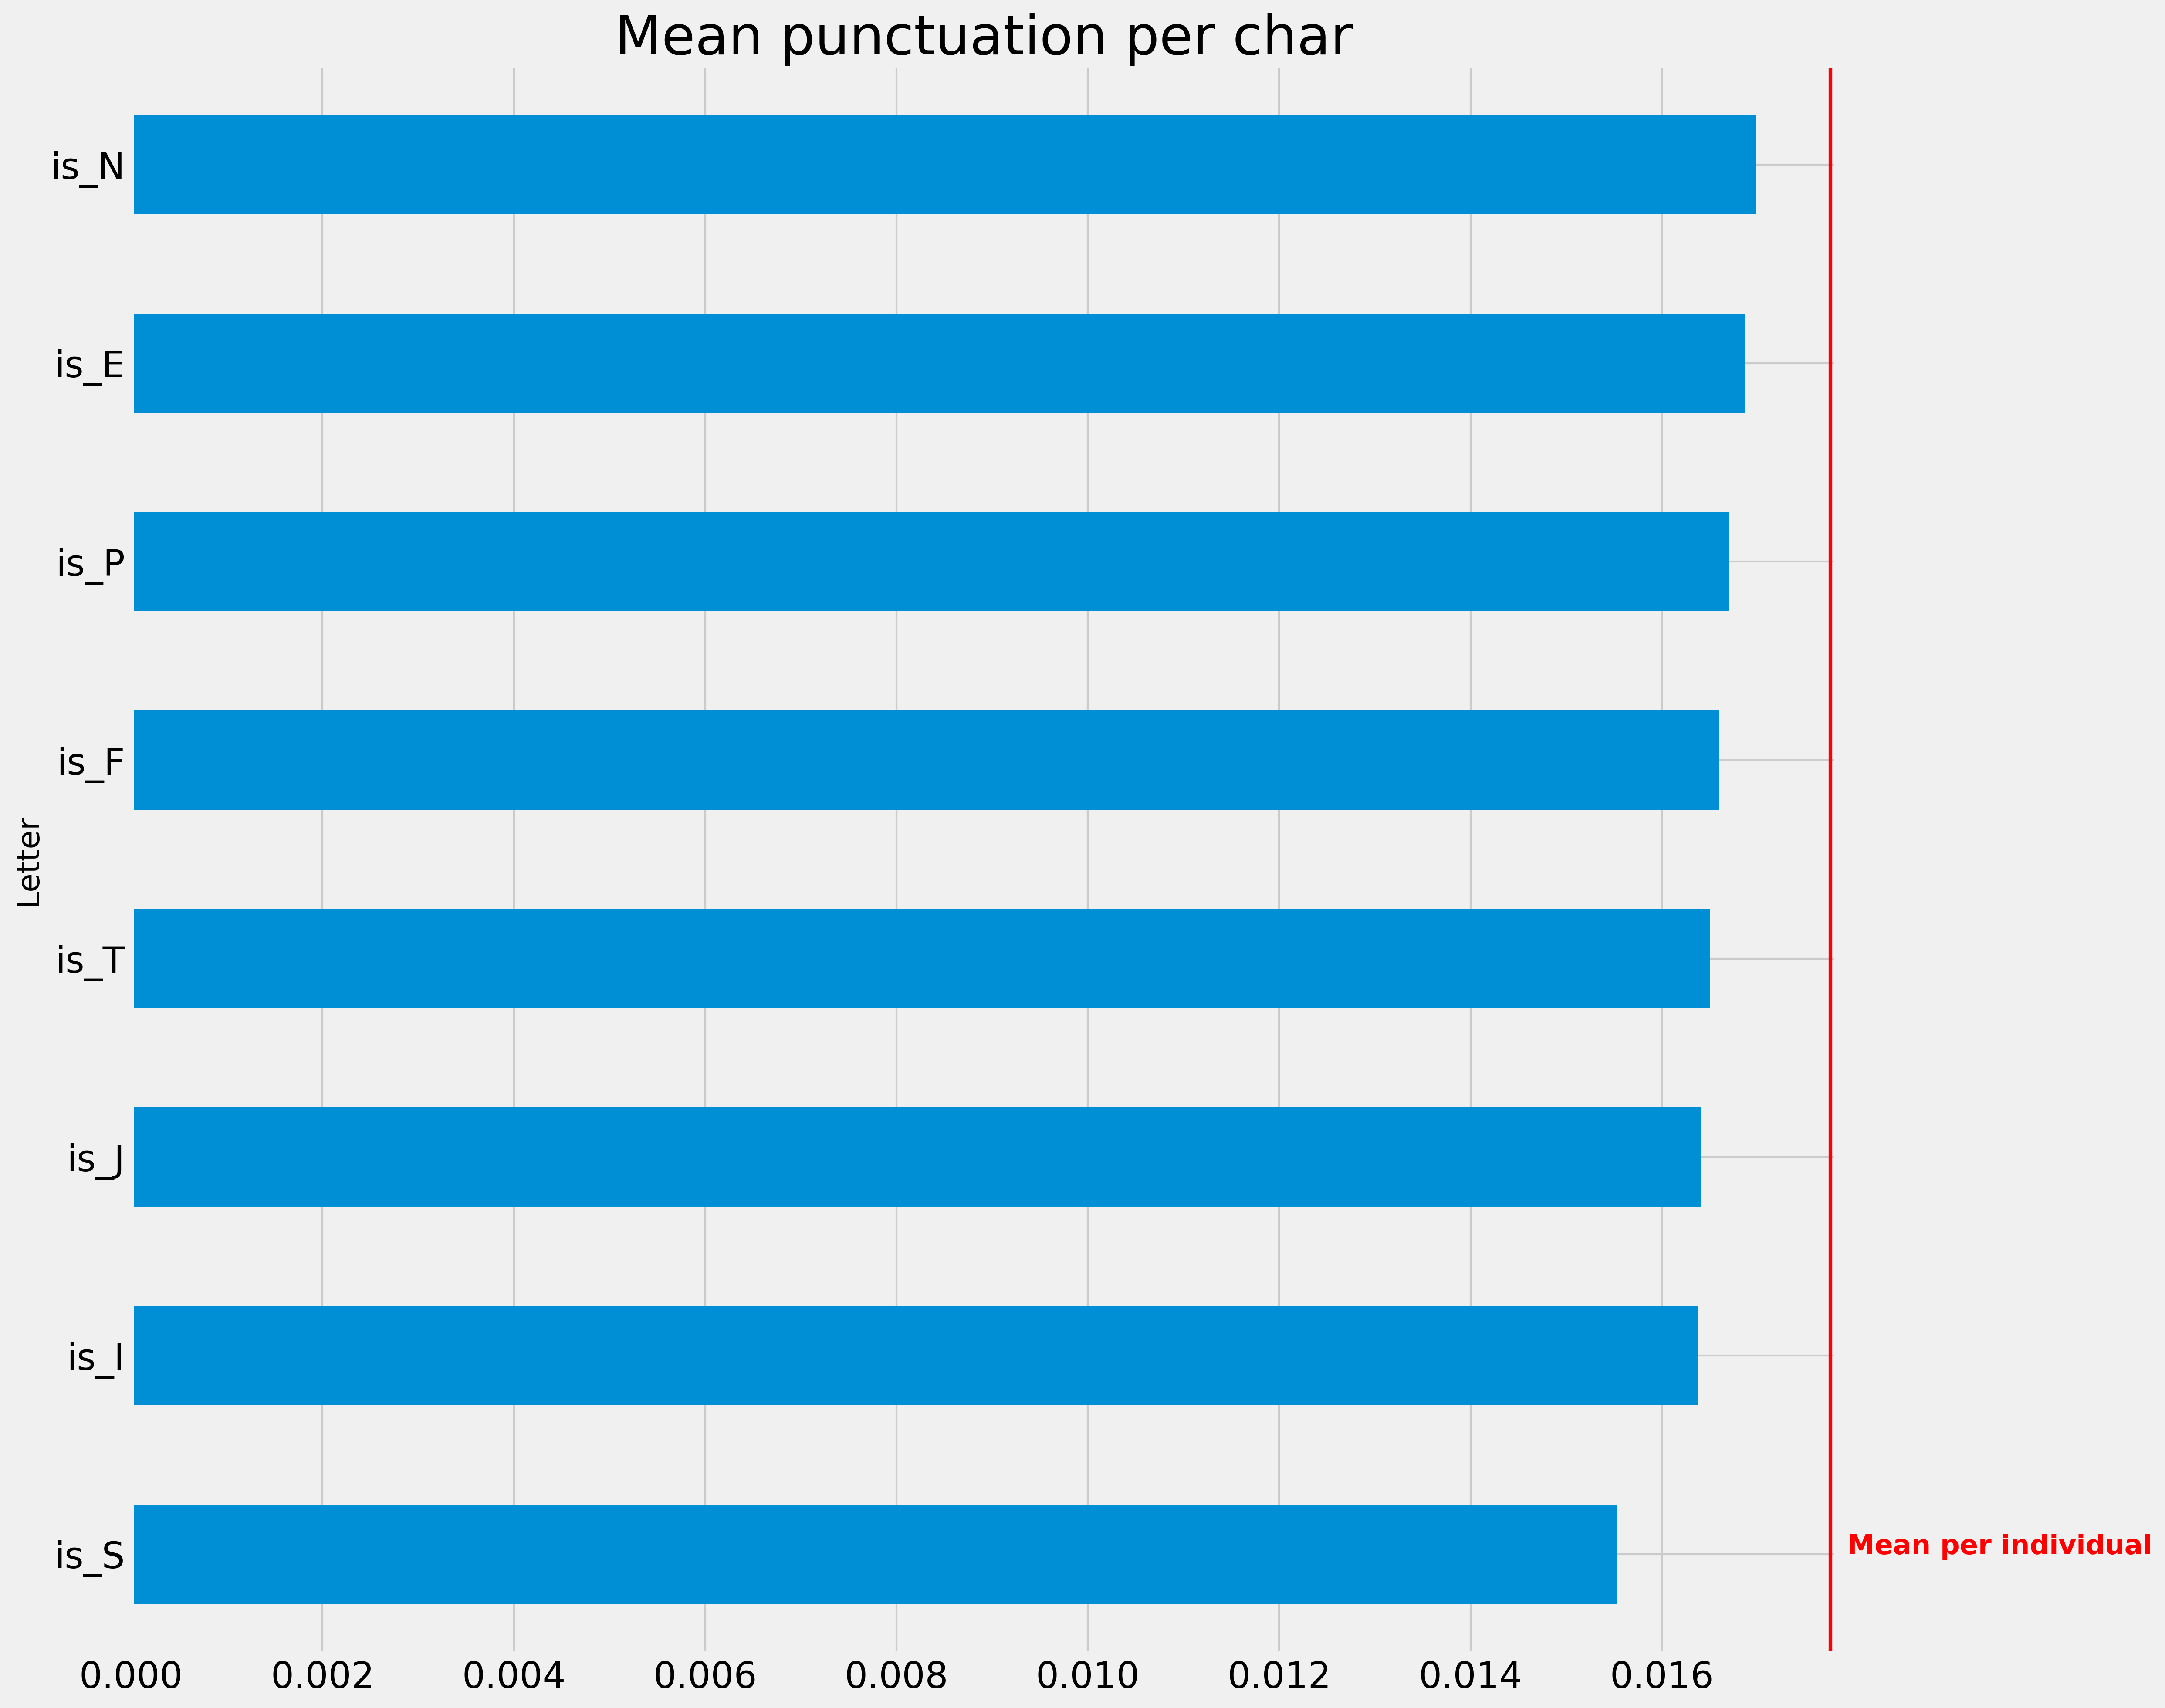 Mean punctuation per char
is_N
is_E
is_P
is_F
Letter
is_T
is_J
is_I
is_S
Mean per individual
0.000 0.002 0.004 0.006 0.008 0.010 0.012 0.014 0.016